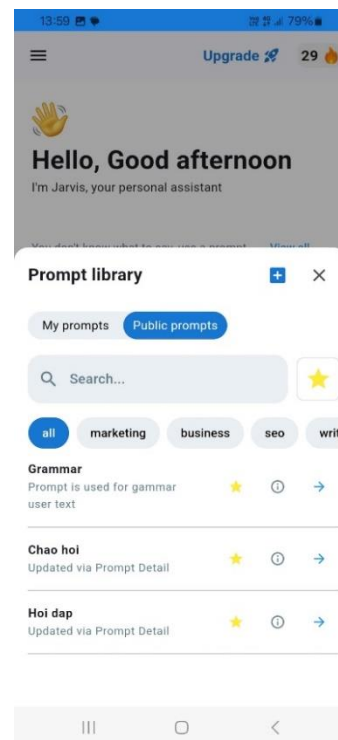 13:59
79%
Upgrade
29
Hello, Good afternoon
I'm Jarvis, your personal assistant
You don't know what to say, use a prompt View all
Prompt library
My prompts Public prompts
Search...
all marketing business seo writ
Grammar
Prompt is used for gammar
user text
Chao hoi
Updated via Prompt Detail
Hoi dap
Updated via Prompt Detail